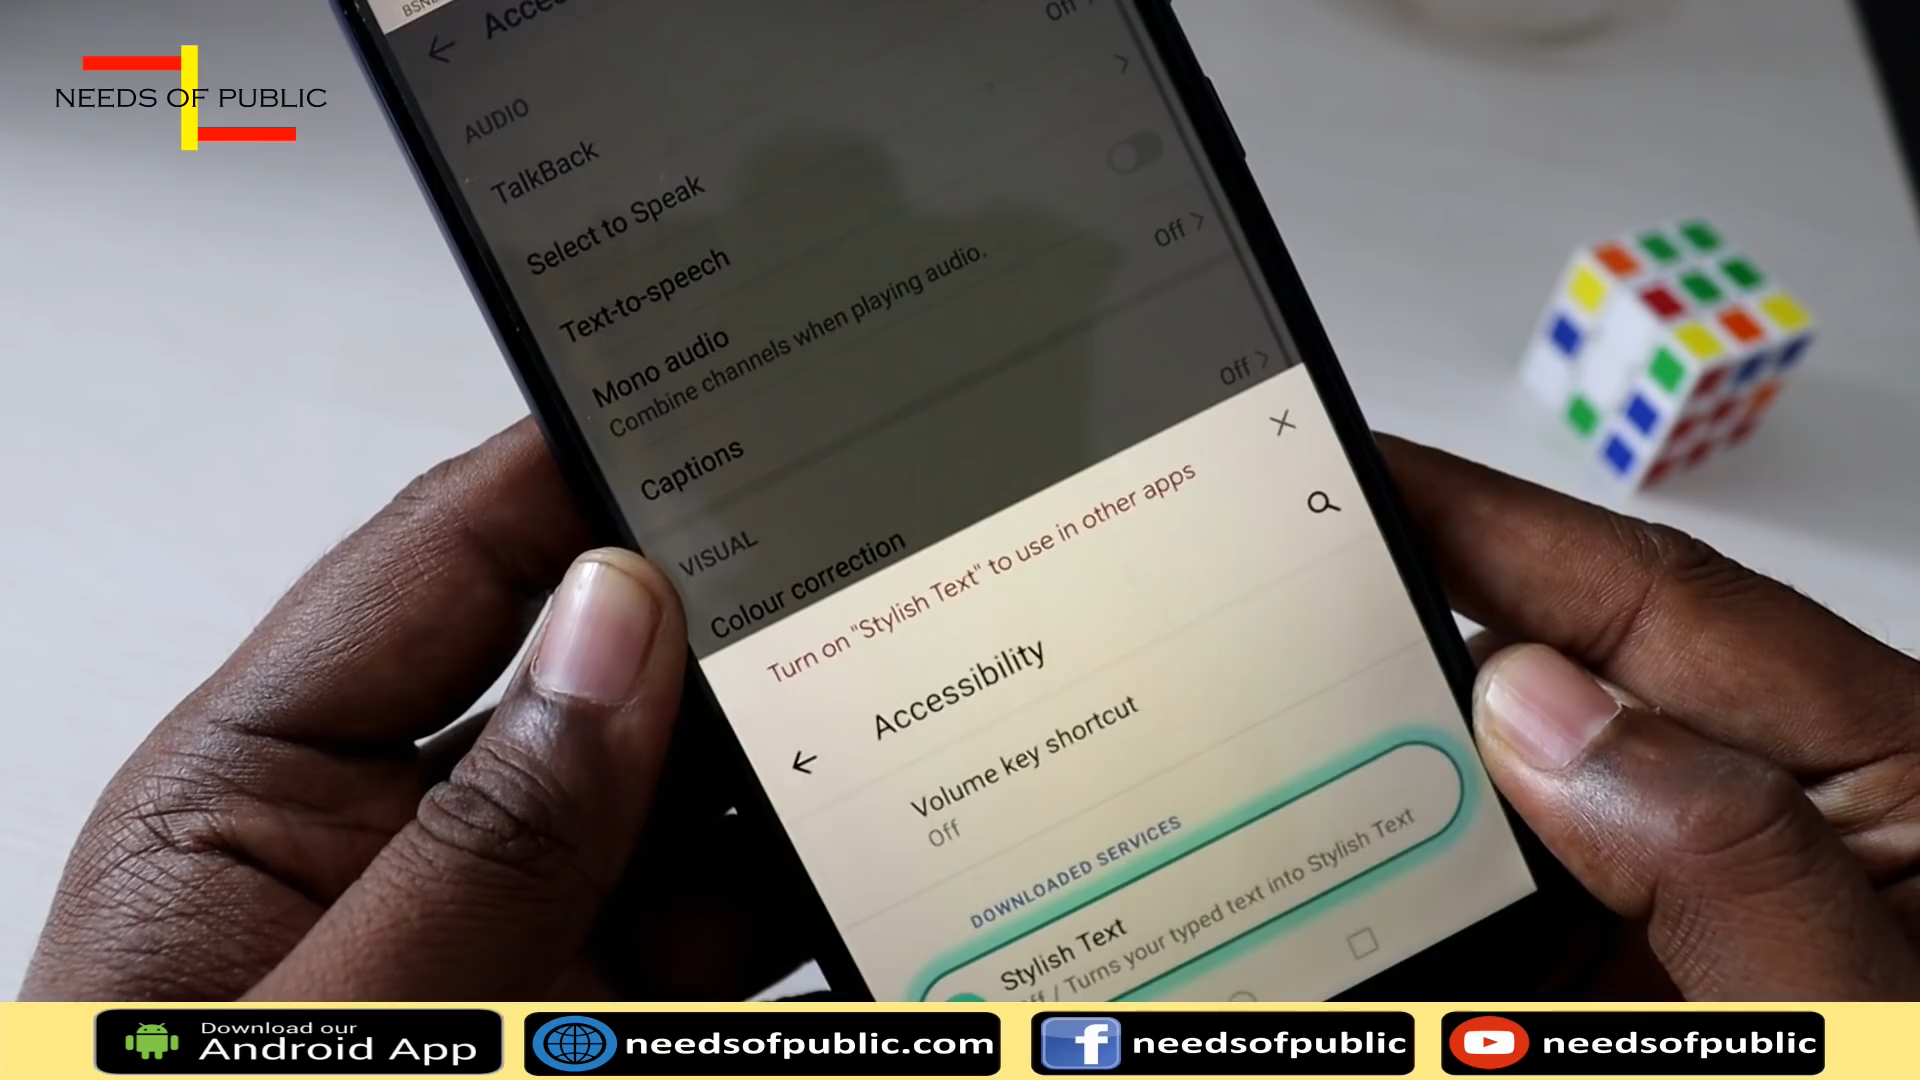 NEEDS OF PUBLIC
Off
AUDIO
TalkBack
Select to Speak
Text-to-speech
Mono audio
Off
Combine channels when playing audio.
Captions
Off
VISUAL
Colour correction
Turn on "Stylish Text" to use in other apps
Accessibility
Volume key shortcut
Off
DOWNLOADED SERVICES
Stylish Text
Off / Turns your typed text into Stylish Text
Download our
Android App
needsofpublic.com
needsofpublic
needsofpublic